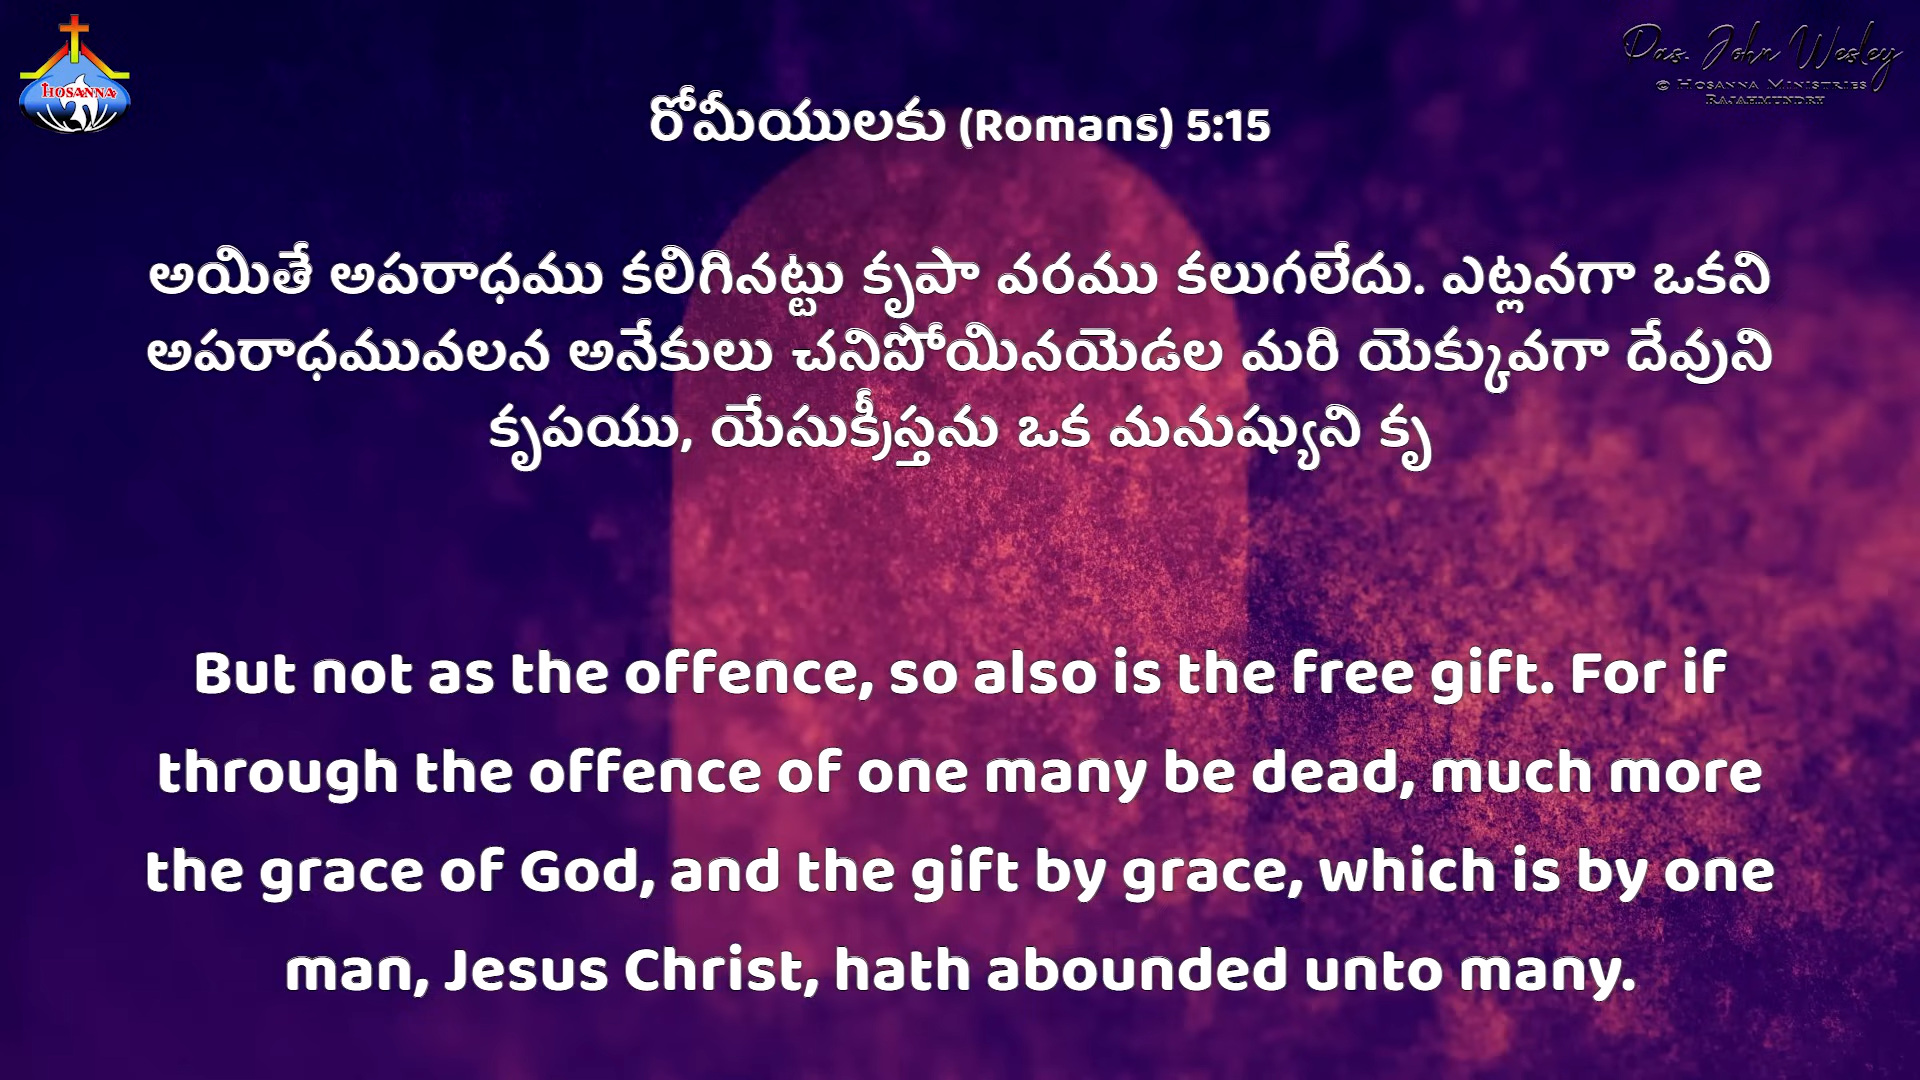 HOSANNA
Pas. John Wesley
© HOSANNA MINISTRIES
RAJAHMUNDRY
రోమీయులకు (Romans) 5:15
అయితే అపరాధము కలిగినట్టు కృపా వరము కలుగలేదు. ఎట్లనగా ఒకని
అపరాధమువలన అనేకులు చనిపోయినయెడల మరి యెక్కువగా దేవుని
కృపయు, యేసుక్రీస్తను ఒక మనుష్యుని కృ
But not as the offence, so also is the free gift. For if
through the offence of one many be dead, much more
the grace of God, and the gift by grace, which is by one
man, Jesus Christ, hath abounded unto many.